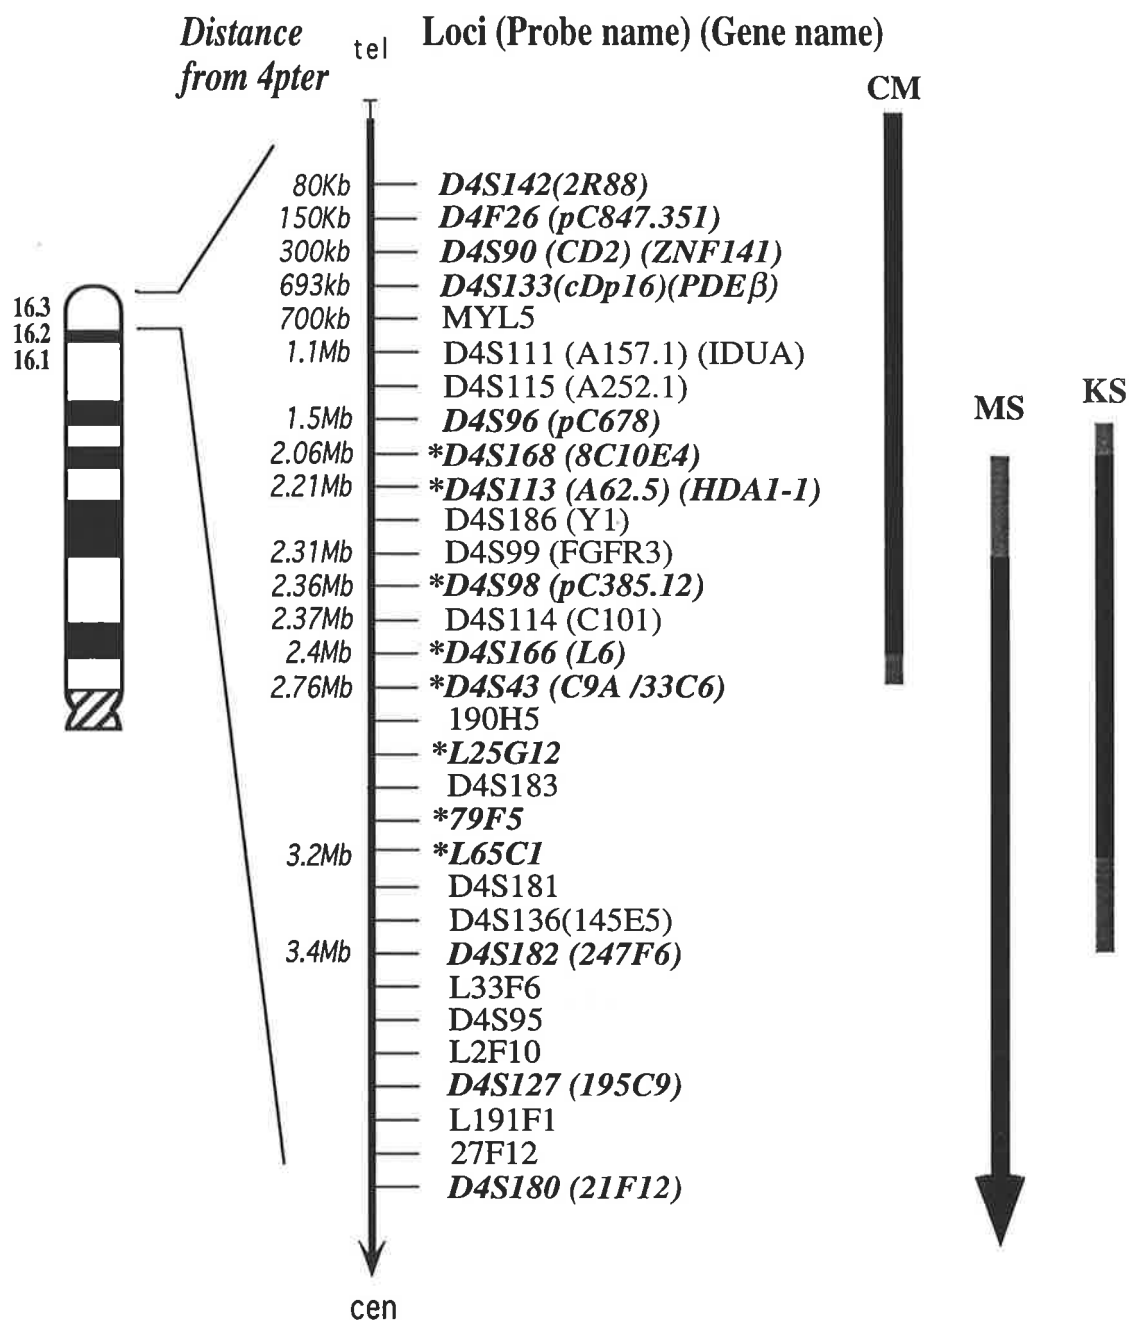 Distance
from 4pter
tel
Loci (Probe name) (Gene name)
CM
MS
KS
16.3
16.2
16.1
80Kb D4S142(2R88)
150Kb D4F26 (pC847.351)
300kb D4S90 (CD2) (ZNF141)
693kb D4S133(cDp16)(PDEβ)
700kb MYL5
1.1Mb D4S111 (A157.1) (IDUA)
D4S115 (A252.1)
1.5Mb D4S96 (pC678)
2.06Mb *D4S168 (8C10E4)
2.21Mb *D4S113 (A62.5) (HDA1-1)
D4S186 (Y1)
2.31Mb D4S99 (FGFR3)
2.36Mb *D4S98 (pC385.12)
2.37Mb D4S114 (C101)
2.4Mb *D4S166 (L6)
2.76Mb *D4S43 (C9A /33C6)
190H5
*L25G12
D4S183
*79F5
3.2Mb *L65C1
D4S181
D4S136(145E5)
3.4Mb D4S182 (247F6)
L33F6
D4S95
L2F10
D4S127 (195C9)
L191F1
27F12
D4S180 (21F12)
cen